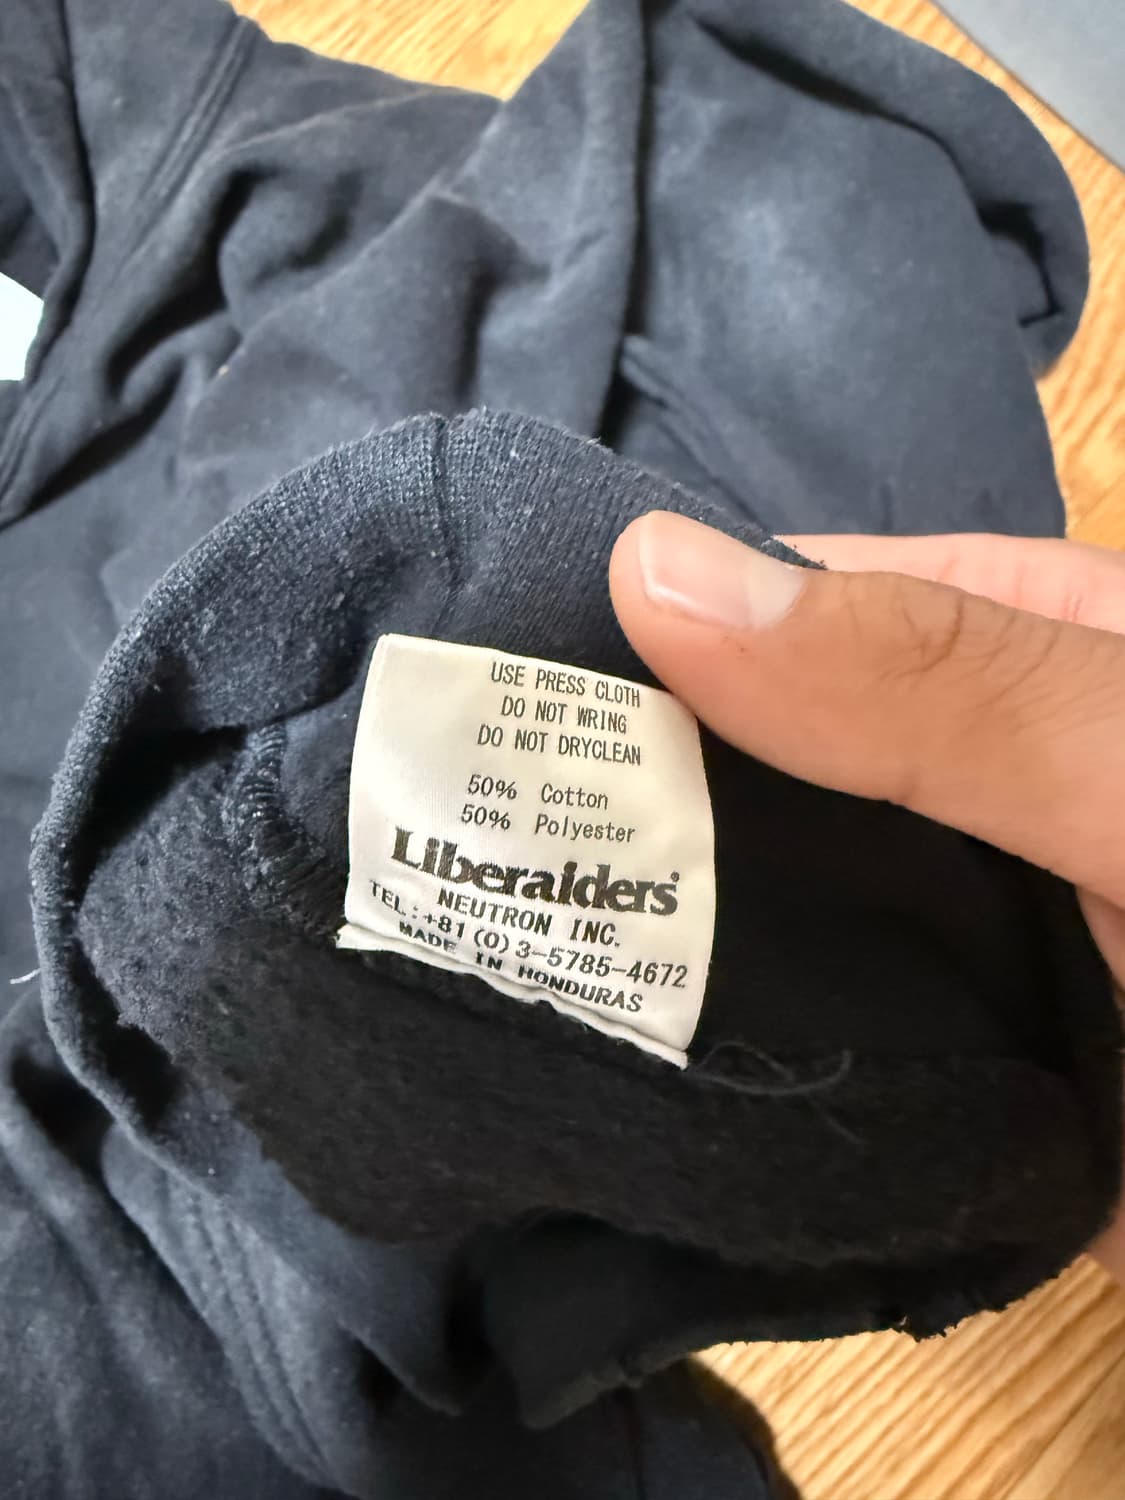 USE PRESS CLOTH
DO NOT WRING
DO NOT DRYCLEAN
50% Cotton
50% Polyester
Liberaiders®
NEUTRON INC.
TEL:+81(0)3-5785-4672
MADE IN HONDURAS